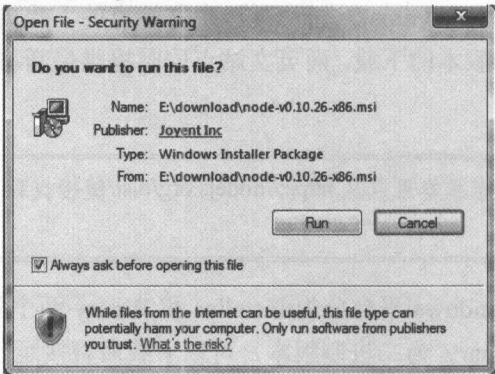 Open File - Security Warning
Do you want to run this file?
Name: E:\download\node-v0.10.26-x86.msi
Publisher: Joyent Inc
Type: Windows Installer Package
From: E:\download\node-v0.10.26-x86.msi
Run
Cancel
Always ask before opening this file
While files from the Internet can be useful, this file type can
potentially harm your computer. Only run software from publishers
you trust. What's the risk?